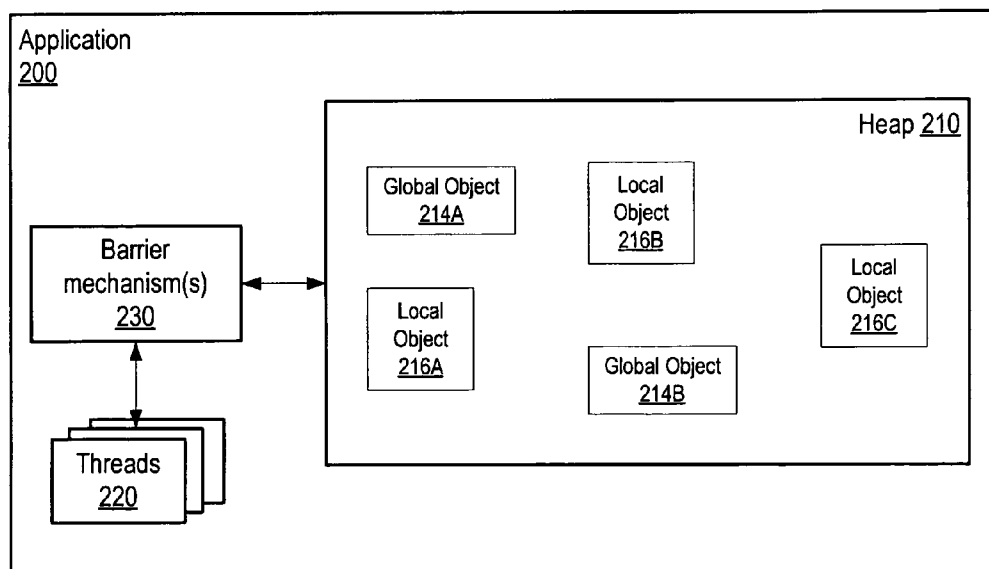 Application
200
Heap 210
Global Object
214A
Local
Object
216B
Local
Object
216C
Barrier
mechanism(s)
230
Local
Object
216A
Global Object
214B
Threads
220